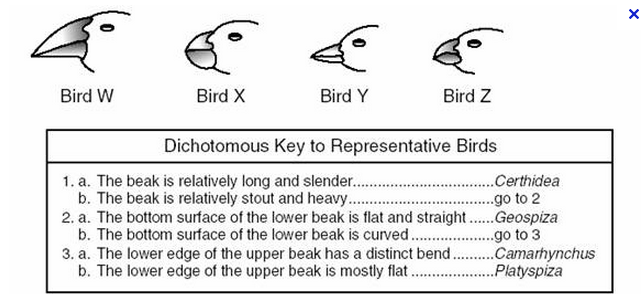 Bird W Bird X Bird Y Bird Z
Dichotomous Key to Representative Birds
1. a. The beak is relatively long and slender..................................Certhidea
b. The beak is relatively stout and heavy...................................go to 2
2. a. The bottom surface of the lower beak is flat and straight ......Geospiza
b. The bottom surface of the lower beak is curved ....................go to 3
3. a. The lower edge of the upper beak has a distinct bend ..........Camarhynchus
b. The lower edge of the upper beak is mostly flat ....................Platyspiza